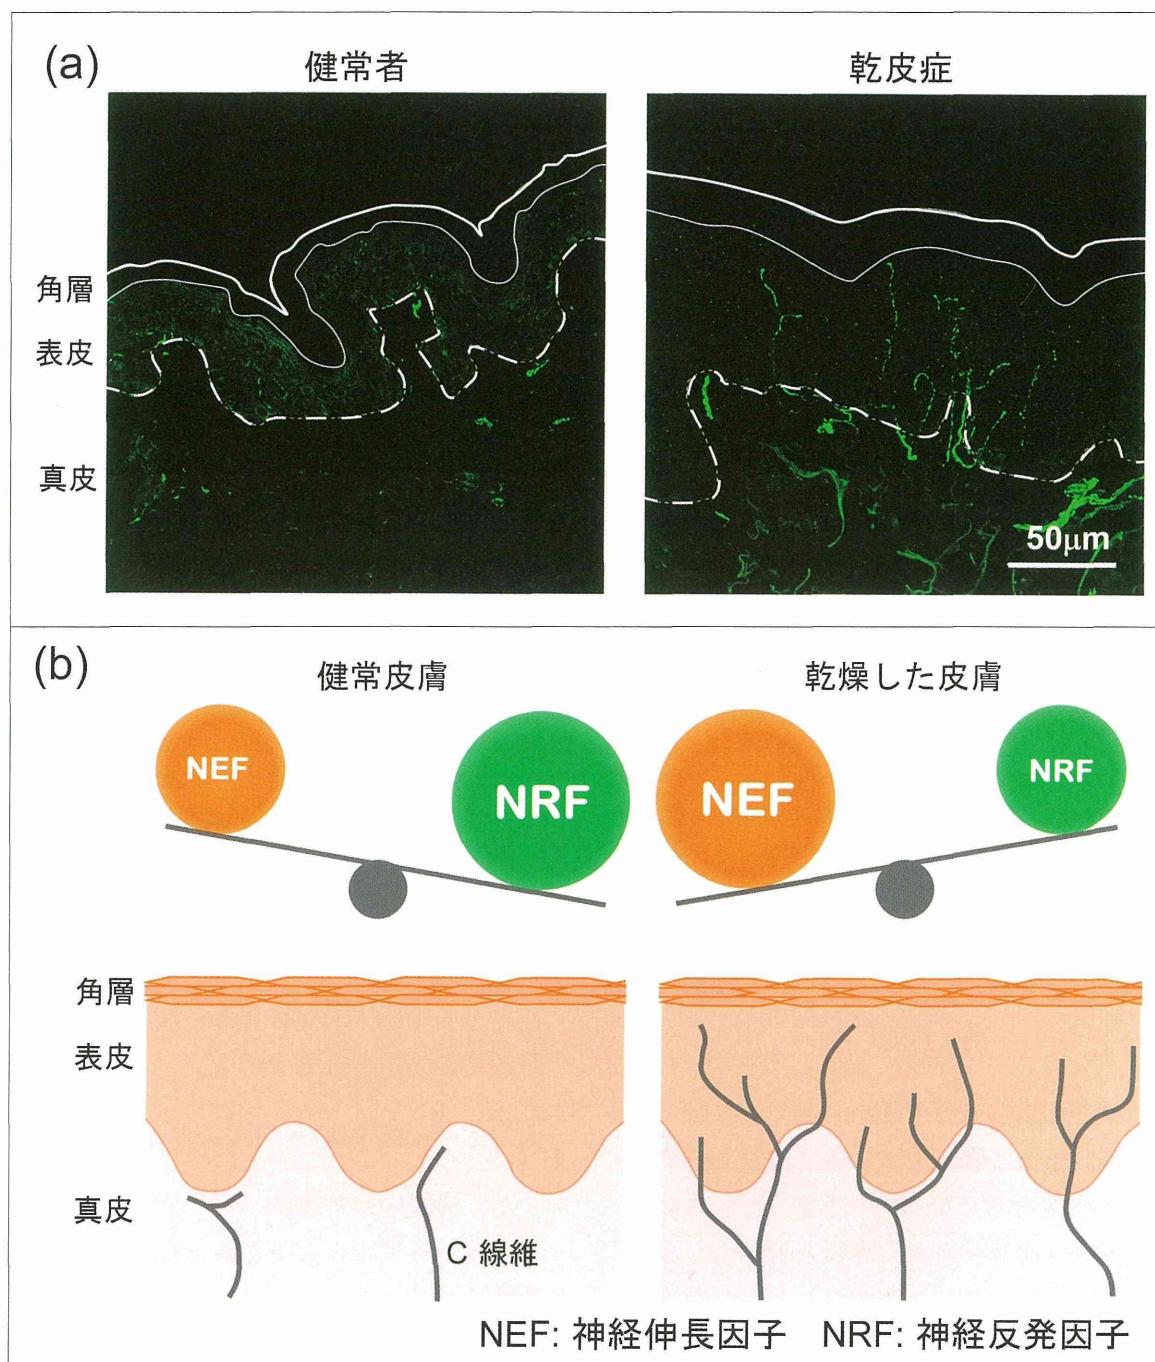 (a)
健常者
乾皮症
角層
表皮
真皮
50μm
(b)
健常皮膚
乾燥した皮膚
NEF
NRF
NEF
NRF
角層
表皮
真皮
C 線維
NEF: 神経伸長因子 NRF: 神経反発因子